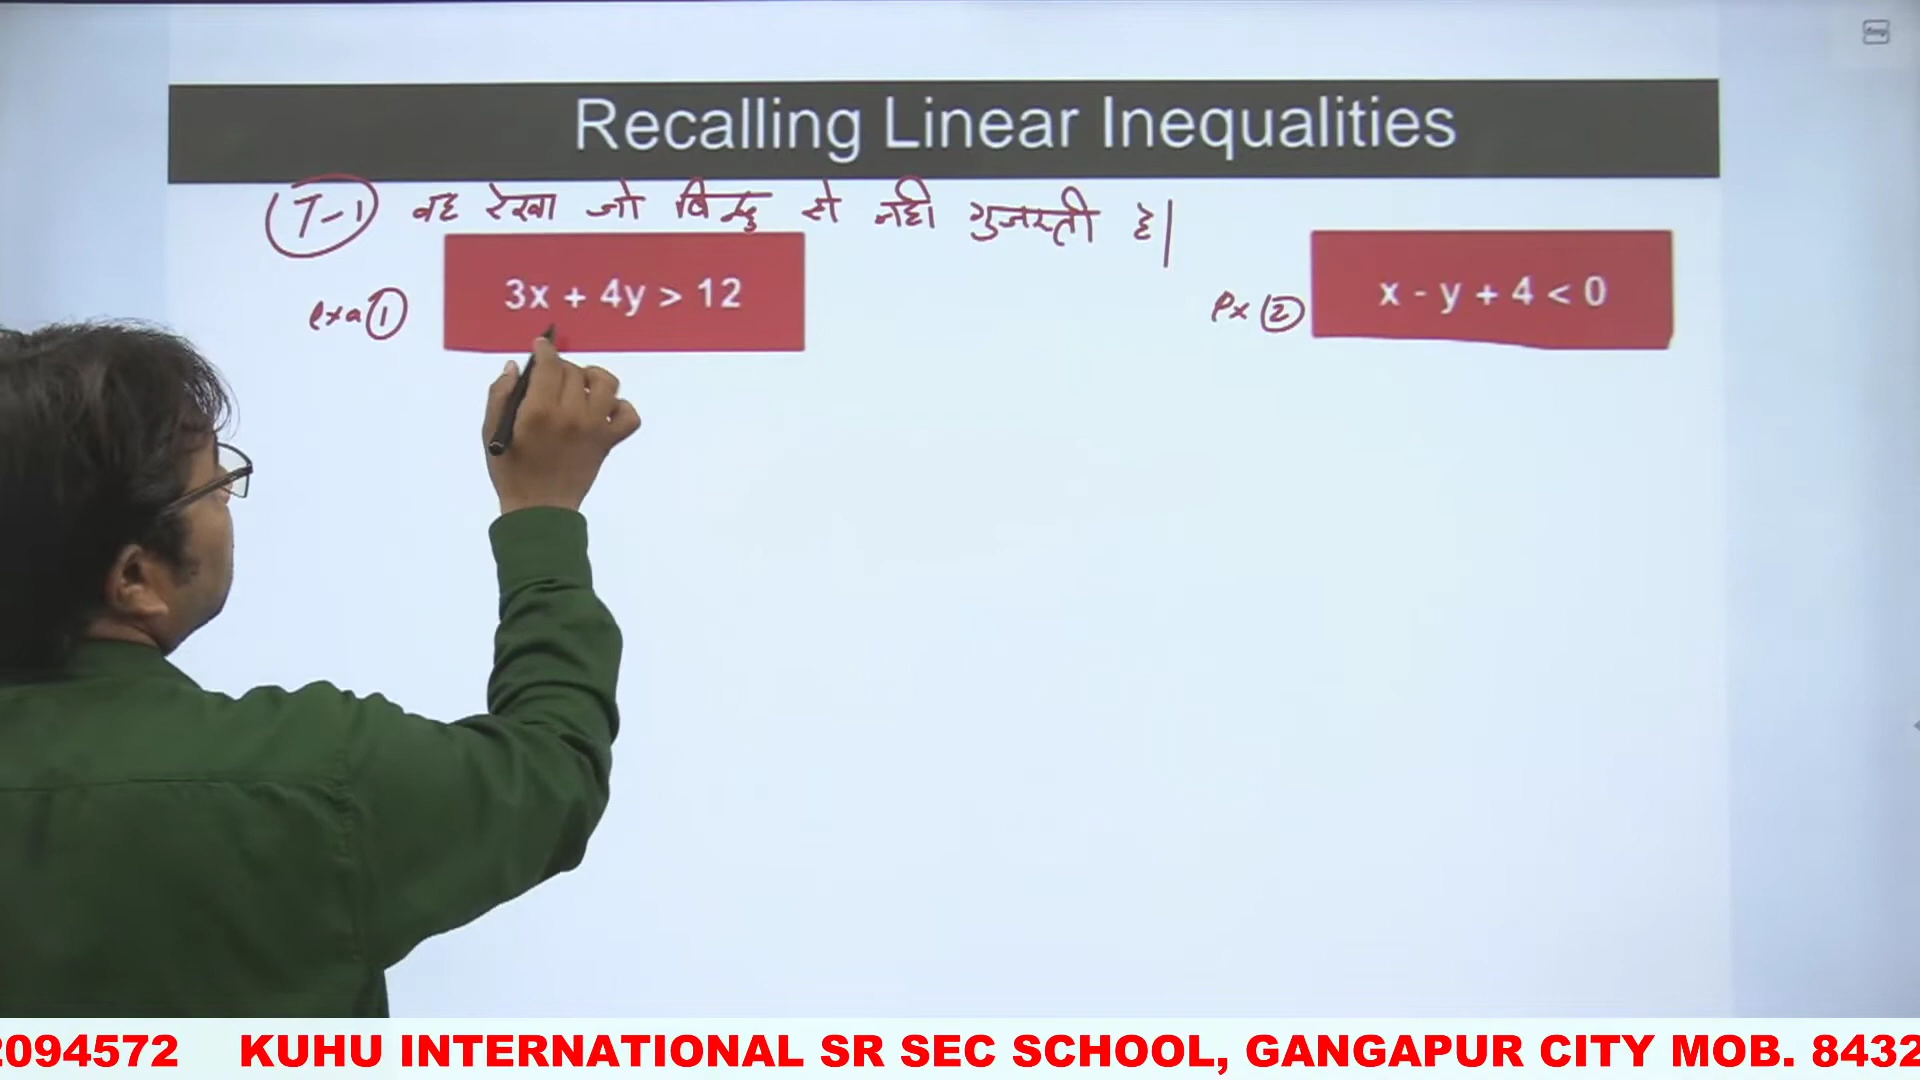 Recalling Linear Inequalities
T-1 वह रेखा जो बिन्दु से नही गुजरती है|
exa 1 3x + 4y > 12
ex 2 x - y + 4 < 0
2094572 KUHU INTERNATIONAL SR SEC SCHOOL, GANGAPUR CITY MOB. 8432